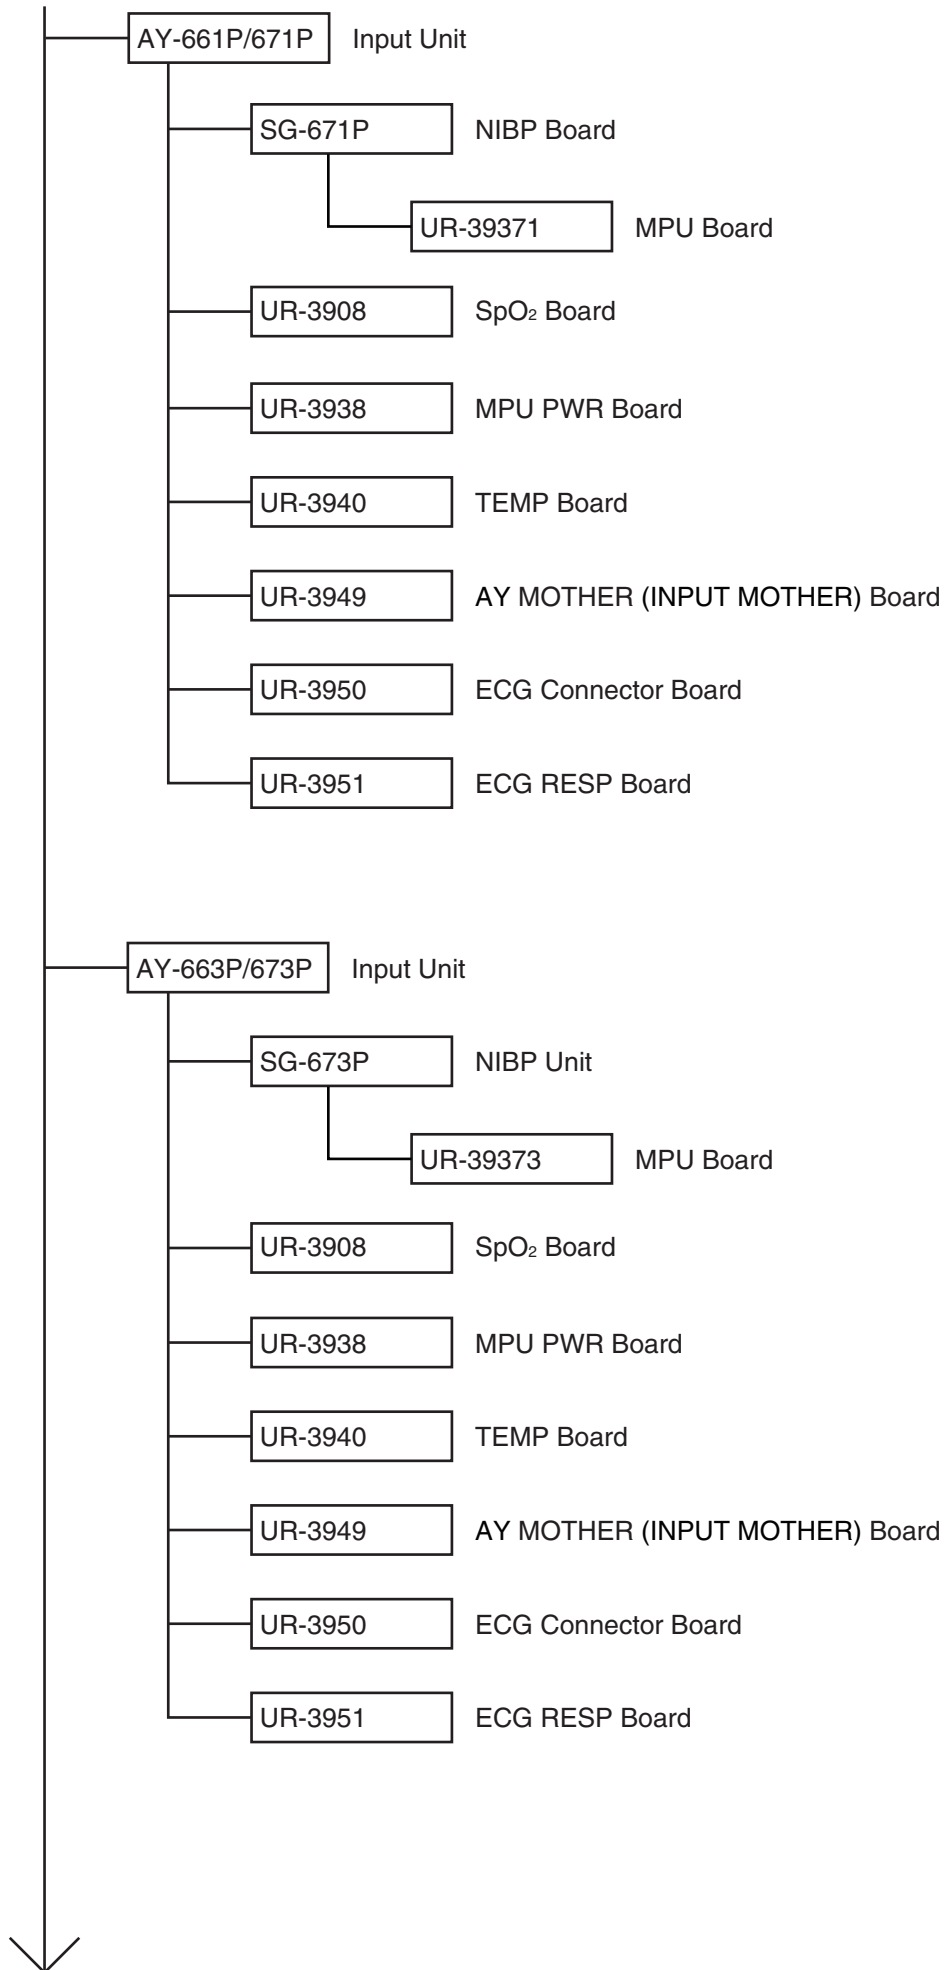 AY-661P/671P Input Unit
SG-671P NIBP Board
UR-39371 MPU Board
UR-3908 SpO₂ Board
UR-3938 MPU PWR Board
UR-3940 TEMP Board
UR-3949 AY MOTHER (INPUT MOTHER) Board
UR-3950 ECG Connector Board
UR-3951 ECG RESP Board
AY-663P/673P Input Unit
SG-673P NIBP Unit
UR-39373 MPU Board
UR-3908 SpO₂ Board
UR-3938 MPU PWR Board
UR-3940 TEMP Board
UR-3949 AY MOTHER (INPUT MOTHER) Board
UR-3950 ECG Connector Board
UR-3951 ECG RESP Board